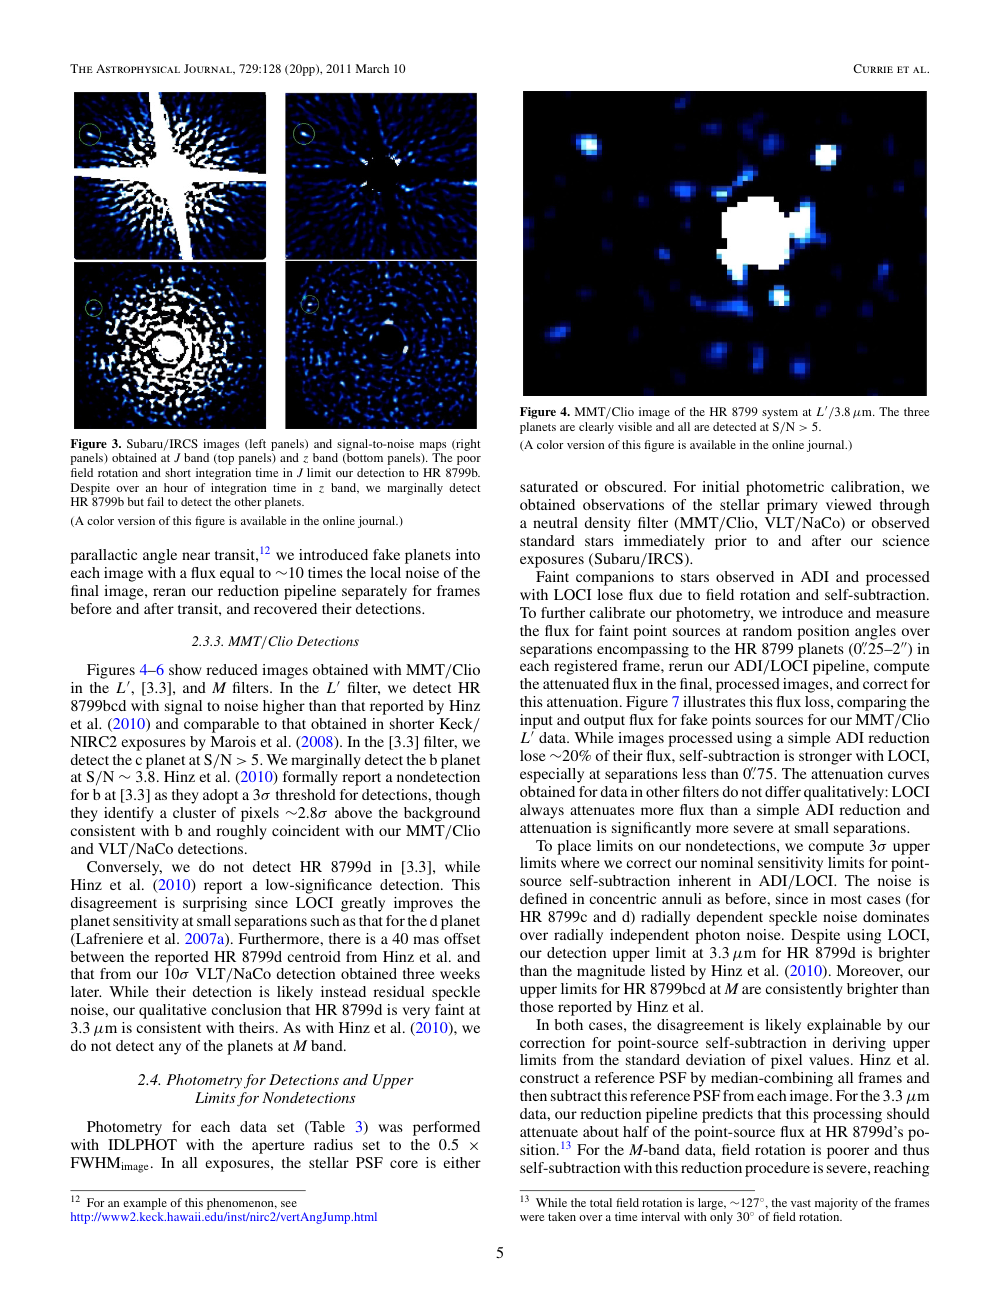 THE ASTROPHYSICAL JOURNAL, 729:128 (20pp), 2011 March 10
CURRIE ET AL.
Figure 3. Subaru/IRCS images (left panels) and signal-to-noise maps (right
panels) obtained at J band (top panels) and z band (bottom panels). The poor
field rotation and short integration time in J limit our detection to HR 8799b.
Despite over an hour of integration time in z band, we marginally detect
HR 8799b but fail to detect the other planets.
(A color version of this figure is available in the online journal.)
parallactic angle near transit,12 we introduced fake planets into
each image with a flux equal to ∼10 times the local noise of the
final image, reran our reduction pipeline separately for frames
before and after transit, and recovered their detections.
2.3.3. MMT/Clio Detections
Figures 4–6 show reduced images obtained with MMT/Clio
in the L′, [3.3], and M filters. In the L′ filter, we detect HR
8799bcd with signal to noise higher than that reported by Hinz
et al. (2010) and comparable to that obtained in shorter Keck/
NIRC2 exposures by Marois et al. (2008). In the [3.3] filter, we
detect the c planet at S/N > 5. We marginally detect the b planet
at S/N ∼ 3.8. Hinz et al. (2010) formally report a nondetection
for b at [3.3] as they adopt a 3σ threshold for detections, though
they identify a cluster of pixels ∼2.8σ above the background
consistent with b and roughly coincident with our MMT/Clio
and VLT/NaCo detections.
Conversely, we do not detect HR 8799d in [3.3], while
Hinz et al. (2010) report a low-significance detection. This
disagreement is surprising since LOCI greatly improves the
planet sensitivity at small separations such as that for the d planet
(Lafreniere et al. 2007a). Furthermore, there is a 40 mas offset
between the reported HR 8799d centroid from Hinz et al. and
that from our 10σ VLT/NaCo detection obtained three weeks
later. While their detection is likely instead residual speckle
noise, our qualitative conclusion that HR 8799d is very faint at
3.3 μm is consistent with theirs. As with Hinz et al. (2010), we
do not detect any of the planets at M band.
2.4. Photometry for Detections and Upper
Limits for Nondetections
Photometry for each data set (Table 3) was performed
with IDLPHOT with the aperture radius set to the 0.5 ×
FWHMimage. In all exposures, the stellar PSF core is either
12 For an example of this phenomenon, see
http://www2.keck.hawaii.edu/inst/nirc2/vertAngJump.html
Figure 4. MMT/Clio image of the HR 8799 system at L′/3.8 μm. The three
planets are clearly visible and all are detected at S/N > 5.
(A color version of this figure is available in the online journal.)
saturated or obscured. For initial photometric calibration, we
obtained observations of the stellar primary viewed through
a neutral density filter (MMT/Clio, VLT/NaCo) or observed
standard stars immediately prior to and after our science
exposures (Subaru/IRCS).
Faint companions to stars observed in ADI and processed
with LOCI lose flux due to field rotation and self-subtraction.
To further calibrate our photometry, we introduce and measure
the flux for faint point sources at random position angles over
separations encompassing to the HR 8799 planets (0.″25–2″) in
each registered frame, rerun our ADI/LOCI pipeline, compute
the attenuated flux in the final, processed images, and correct for
this attenuation. Figure 7 illustrates this flux loss, comparing the
input and output flux for fake points sources for our MMT/Clio
L′ data. While images processed using a simple ADI reduction
lose ∼20% of their flux, self-subtraction is stronger with LOCI,
especially at separations less than 0.″75. The attenuation curves
obtained for data in other filters do not differ qualitatively: LOCI
always attenuates more flux than a simple ADI reduction and
attenuation is significantly more severe at small separations.
To place limits on our nondetections, we compute 3σ upper
limits where we correct our nominal sensitivity limits for point-
source self-subtraction inherent in ADI/LOCI. The noise is
defined in concentric annuli as before, since in most cases (for
HR 8799c and d) radially dependent speckle noise dominates
over radially independent photon noise. Despite using LOCI,
our detection upper limit at 3.3 μm for HR 8799d is brighter
than the magnitude listed by Hinz et al. (2010). Moreover, our
upper limits for HR 8799bcd at M are consistently brighter than
those reported by Hinz et al.
In both cases, the disagreement is likely explainable by our
correction for point-source self-subtraction in deriving upper
limits from the standard deviation of pixel values. Hinz et al.
construct a reference PSF by median-combining all frames and
then subtract this reference PSF from each image. For the 3.3 μm
data, our reduction pipeline predicts that this processing should
attenuate about half of the point-source flux at HR 8799d's po-
sition.13 For the M-band data, field rotation is poorer and thus
self-subtraction with this reduction procedure is severe, reaching
13 While the total field rotation is large, ∼127°, the vast majority of the frames
were taken over a time interval with only 30° of field rotation.
5